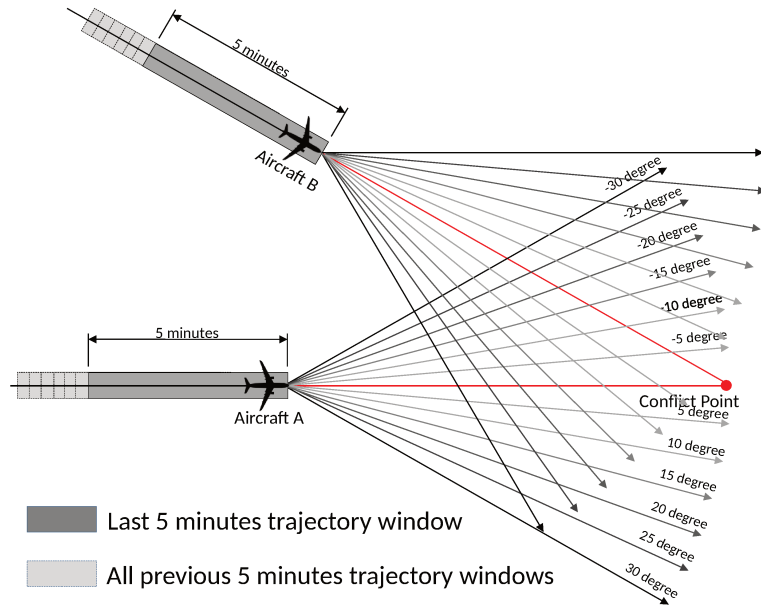 5 minutes
Aircraft B
-30 degree
-25 degree
-20 degree
-15 degree
-10 degree
-5 degree
5 minutes
Aircraft A
Conflict Point
5 degree
10 degree
15 degree
20 degree
25 degree
30 degree
Last 5 minutes trajectory window
All previous 5 minutes trajectory windows